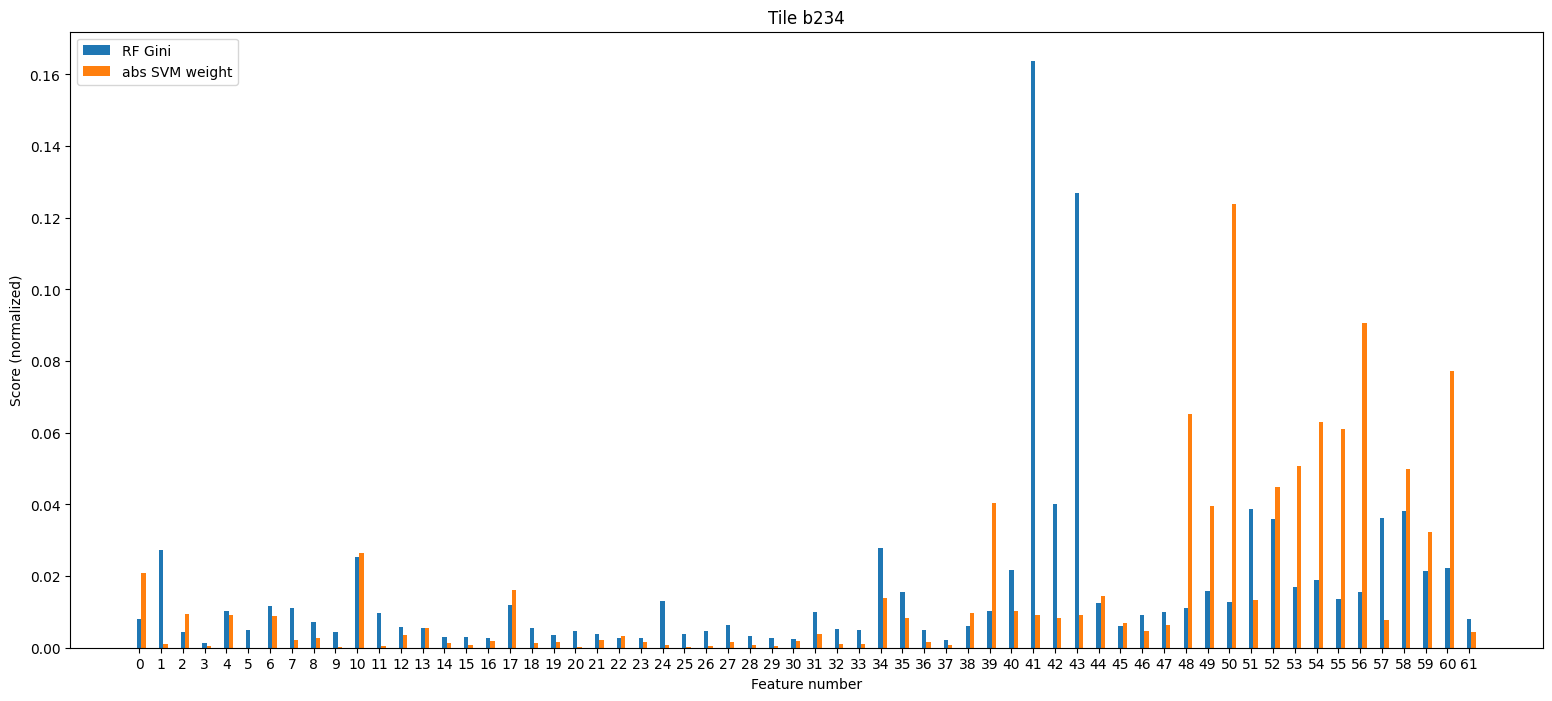 Tile b234
RF Gini
abs SVM weight
0.16
0.14
0.12
0.10
0.08
0.06
0.04
0.02
0.00
Score (normalized)
0 1 2 3 4 5 6 7 8 9 10 11 12 13 14 15 16 17 18 19 20 21 22 23 24 25 26 27 28 29 30 31 32 33 34 35 36 37 38 39 40 41 42 43 44 45 46 47 48 49 50 51 52 53 54 55 56 57 58 59 60 61
Feature number